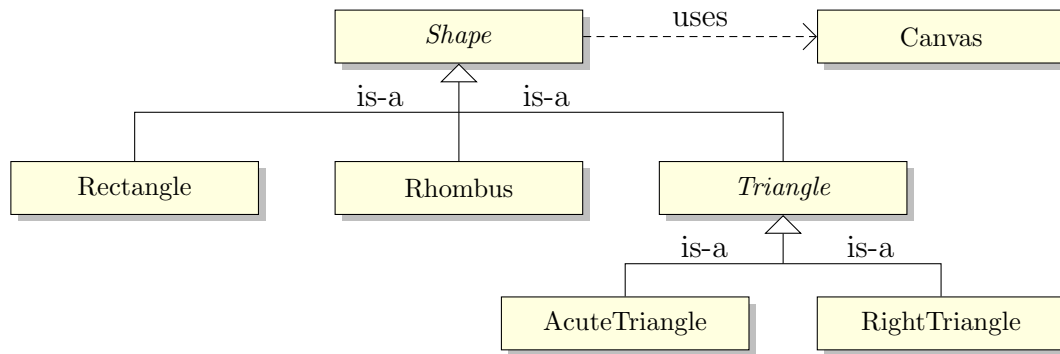 Shape
uses
Canvas
is-a
is-a
Rectangle
Rhombus
Triangle
is-a
is-a
AcuteTriangle
RightTriangle